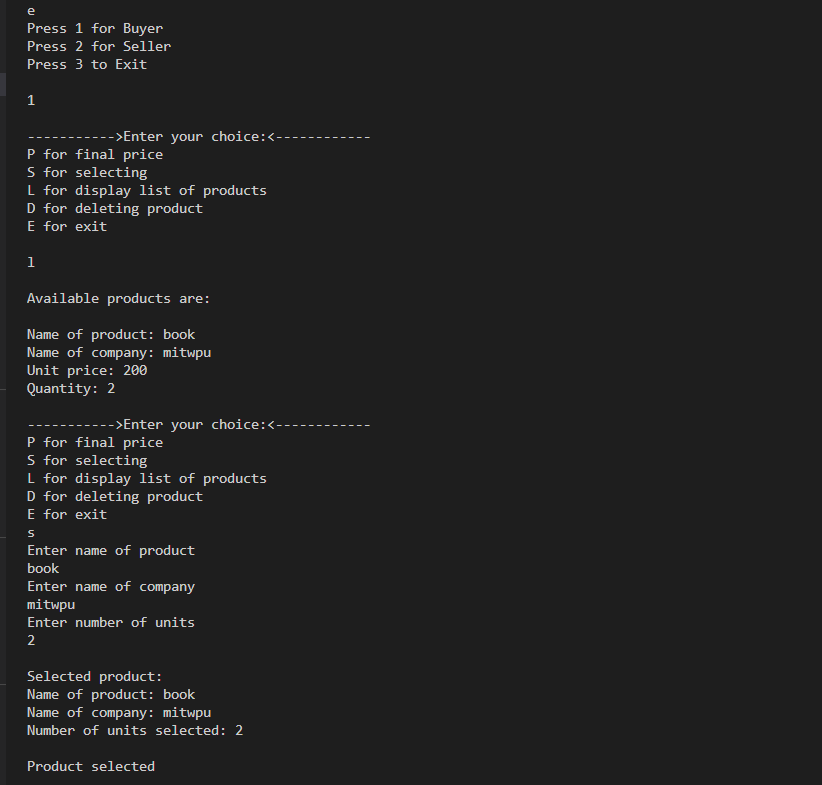 e
Press 1 for Buyer
Press 2 for Seller
Press 3 to Exit
1
----------->Enter your choice:<------------
P for final price
S for selecting
L for display list of products
D for deleting product
E for exit
l
Available products are:
Name of product: book
Name of company: mitwpu
Unit price: 200
Quantity: 2
----------->Enter your choice:<------------
P for final price
S for selecting
L for display list of products
D for deleting product
E for exit
s
Enter name of product
book
Enter name of company
mitwpu
Enter number of units
2
Selected product:
Name of product: book
Name of company: mitwpu
Number of units selected: 2
Product selected